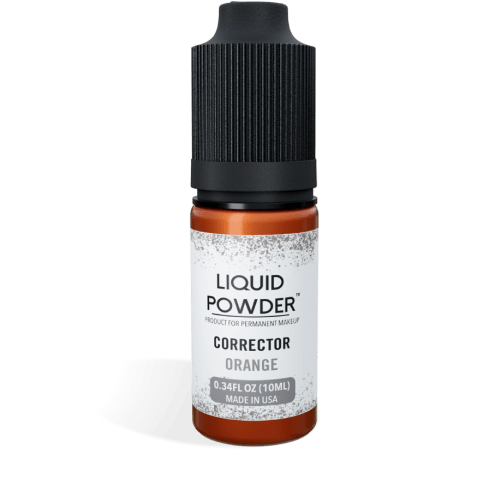 LIQUID
POWDER™
PRODUCT FOR PERMANENT MAKEUP
CORRECTOR
ORANGE
0.34FL OZ (10ML)
MADE IN USA